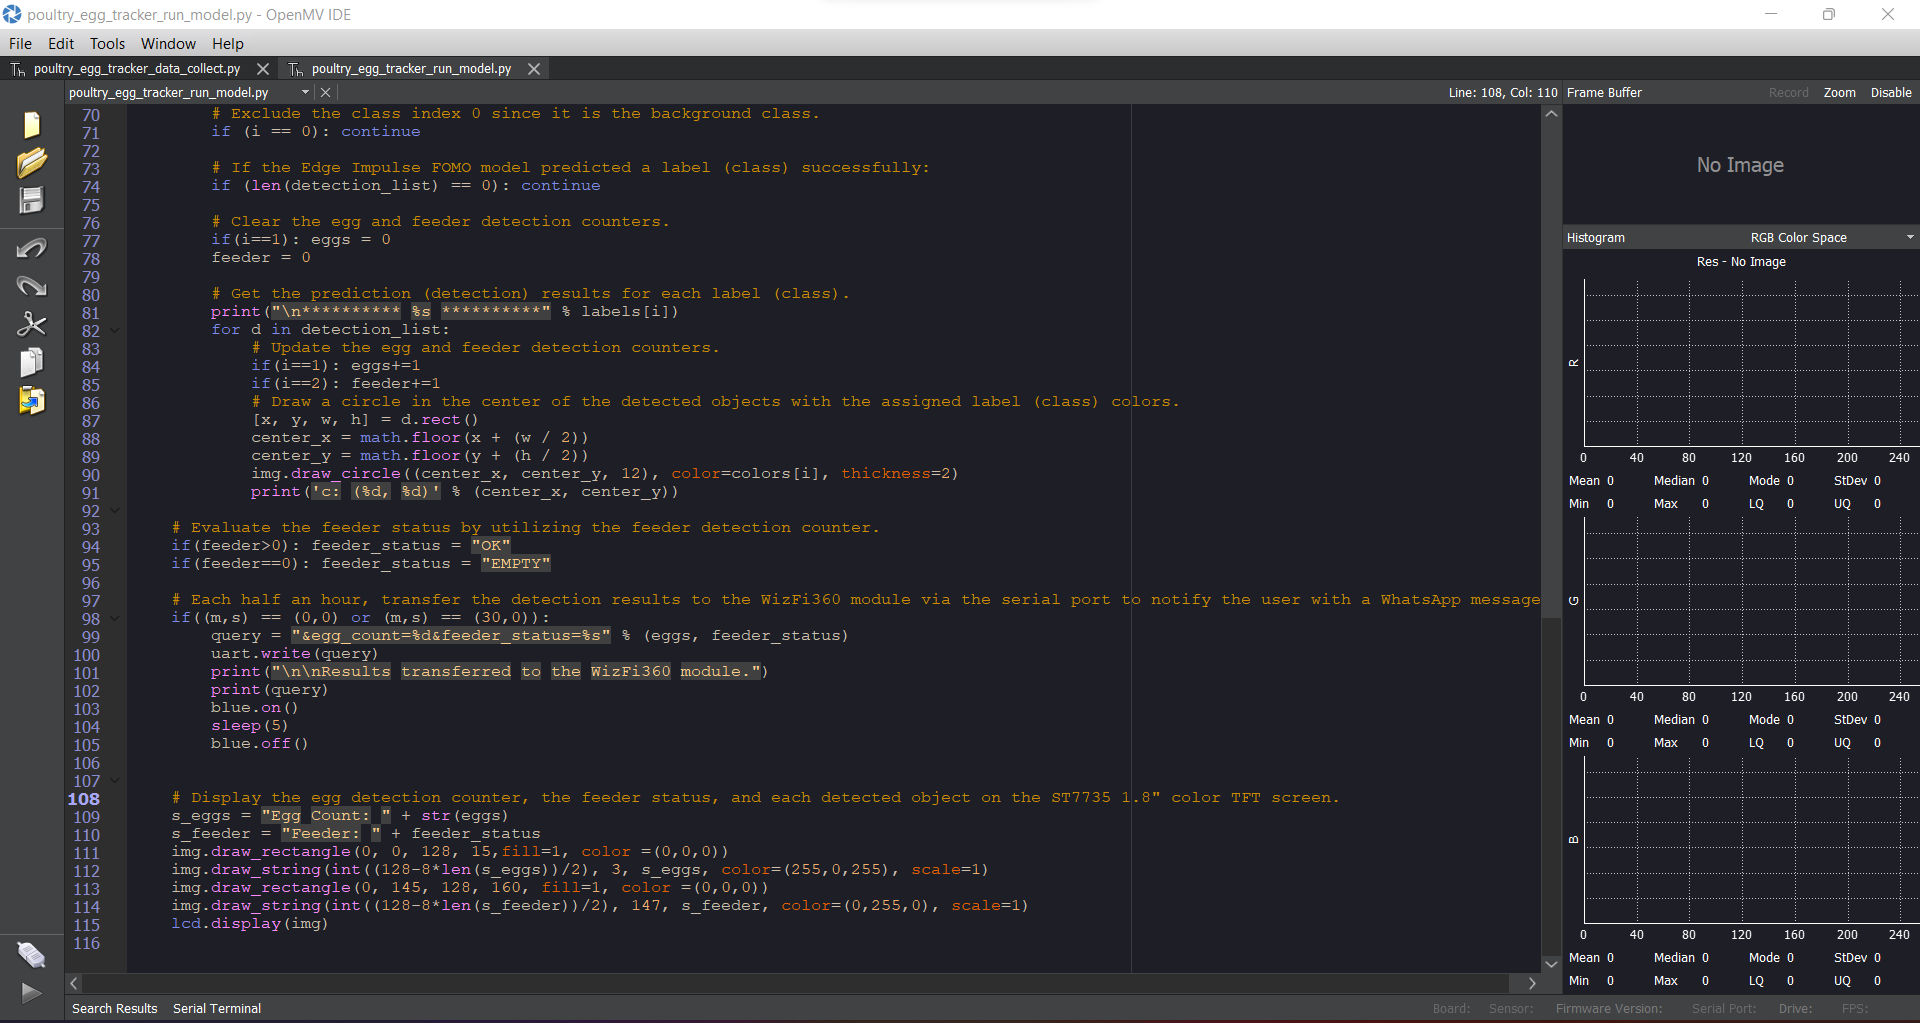 poultry_egg_tracker_run_model.py - OpenMV IDE
File Edit Tools Window Help
poultry_egg_tracker_data_collect.py poultry_egg_tracker_run_model.py
poultry_egg_tracker_run_model.py Line: 108, Col: 110 Frame Buffer Record Zoom Disable
70 # Exclude the class index 0 since it is the background class.
71 if (i == 0): continue
72
73 # If the Edge Impulse FOMO model predicted a label (class) successfully:
74 if (len(detection_list) == 0): continue
75
76 # Clear the egg and feeder detection counters.
77 if(i==1): eggs = 0
78 feeder = 0
79
80 # Get the prediction (detection) results for each label (class).
81 print("\n********** %s **********" % labels[i])
82 for d in detection_list:
83 # Update the egg and feeder detection counters.
84 if(i==1): eggs+=1
85 if(i==2): feeder+=1
86 # Draw a circle in the center of the detected objects with the assigned label (class) colors.
87 [x, y, w, h] = d.rect()
88 center_x = math.floor(x + (w / 2))
89 center_y = math.floor(y + (h / 2))
90 img.draw_circle((center_x, center_y, 12), color=colors[i], thickness=2)
91 print('c: (%d, %d)' % (center_x, center_y))
92
93 # Evaluate the feeder status by utilizing the feeder detection counter.
94 if(feeder>0): feeder_status = "OK"
95 if(feeder==0): feeder_status = "EMPTY"
96
97 # Each half an hour, transfer the detection results to the WizFi360 module via the serial port to notify the user with a WhatsApp message
98 if((m,s) == (0,0) or (m,s) == (30,0)):
99 query = "&egg_count=%d&feeder_status=%s" % (eggs, feeder_status)
100 uart.write(query)
101 print("\n\nResults transferred to the WizFi360 module.")
102 print(query)
103 blue.on()
104 sleep(5)
105 blue.off()
106
107
108 # Display the egg detection counter, the feeder status, and each detected object on the ST7735 1.8" color TFT screen.
109 s_eggs = "Egg Count: " + str(eggs)
110 s_feeder = "Feeder: " + feeder_status
111 img.draw_rectangle(0, 0, 128, 15,fill=1, color =(0,0,0))
112 img.draw_string(int((128-8*len(s_eggs))/2), 3, s_eggs, color=(255,0,255), scale=1)
113 img.draw_rectangle(0, 145, 128, 160, fill=1, color =(0,0,0))
114 img.draw_string(int((128-8*len(s_feeder))/2), 147, s_feeder, color=(0,255,0), scale=1)
115 lcd.display(img)
116
No Image
Histogram RGB Color Space
Res - No Image
R
0 40 80 120 160 200 240
Mean 0 Median 0 Mode 0 StDev 0
Min 0 Max 0 LQ 0 UQ 0
G
0 40 80 120 160 200 240
Mean 0 Median 0 Mode 0 StDev 0
Min 0 Max 0 LQ 0 UQ 0
B
0 40 80 120 160 200 240
Mean 0 Median 0 Mode 0 StDev 0
Min 0 Max 0 LQ 0 UQ 0
Search Results Serial Terminal Board: Sensor: Firmware Version: Serial Port: Drive: FPS: